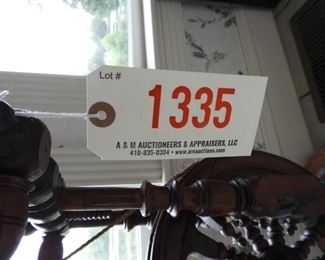 Lot #
1335
A & M AUCTIONEERS & APPRAISERS, LLC
410-835-0384 • www.amauctions.com